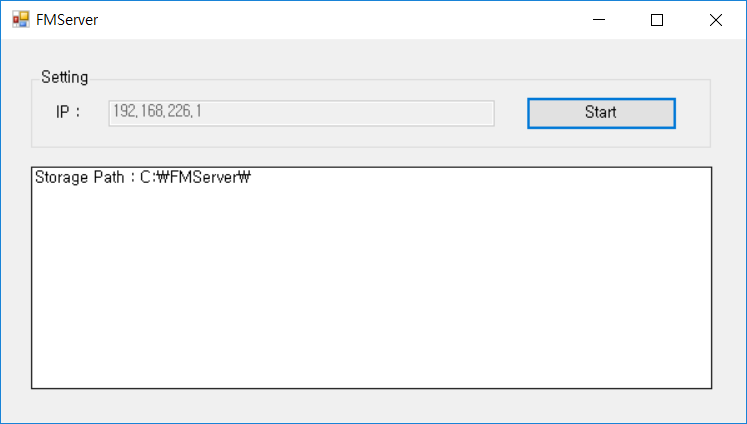 FMServer
Setting
IP : 192,168,226,1 Start
Storage Path : C:₩FMServer₩